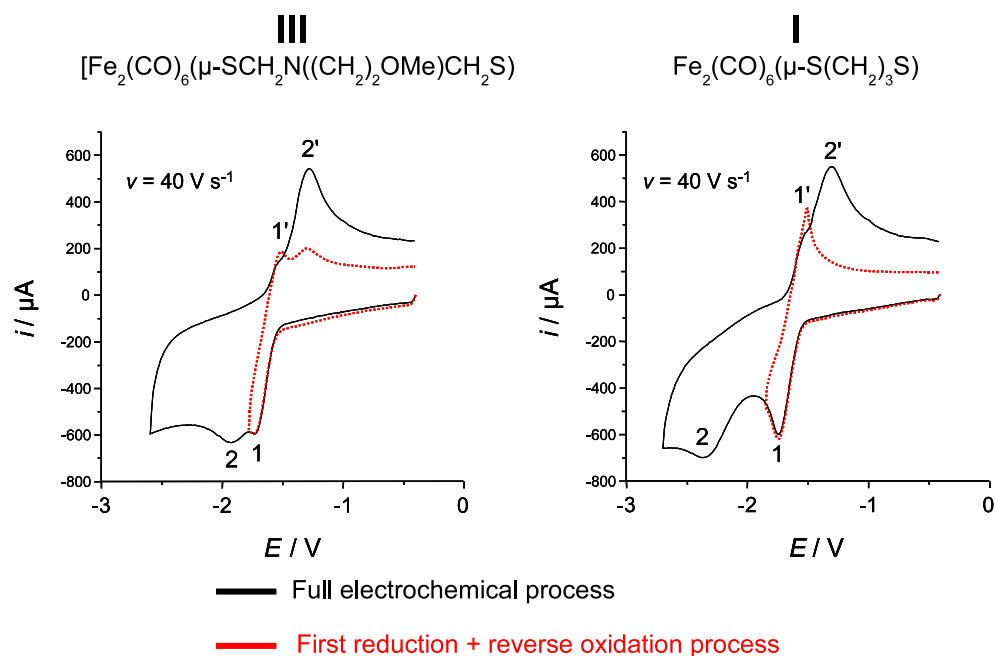 III
[Fe₂(CO)₆(μ-SCH₂N((CH₂)₂OMe)CH₂S)
I
Fe₂(CO)₆(μ-S(CH₂)₃S)
600
400
200
0
-200
-400
-600
-800
i / μA
v = 40 V s⁻¹
2'
1'
2
1
-3
-2
-1
0
E / V
600
400
200
0
-200
-400
-600
-800
i / μA
v = 40 V s⁻¹
2'
1'
2
1
-3
-2
-1
0
E / V
Full electrochemical process
First reduction + reverse oxidation process